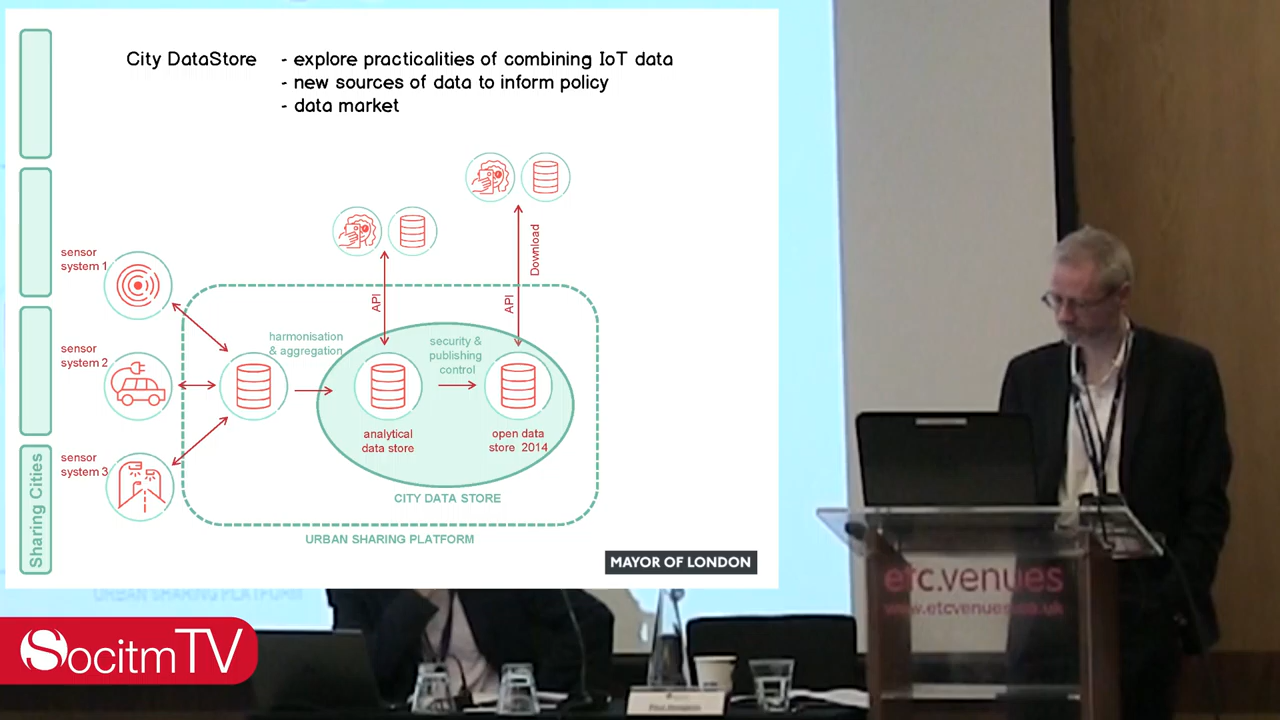 City DataStore - explore practicalities of combining IoT data
- new sources of data to inform policy
- data market
Download
sensor
system 1
API
API
harmonisation
& aggregation
security &
publishing
control
sensor
system 2
analytical
data store
open data
store 2014
sensor
system 3
CITY DATA STORE
URBAN SHARING PLATFORM
Sharing Cities
MAYOR OF LONDON
etc.venues
www.etcvenues.co.uk
URBAN SHARING PLATFORM
SocitmTV